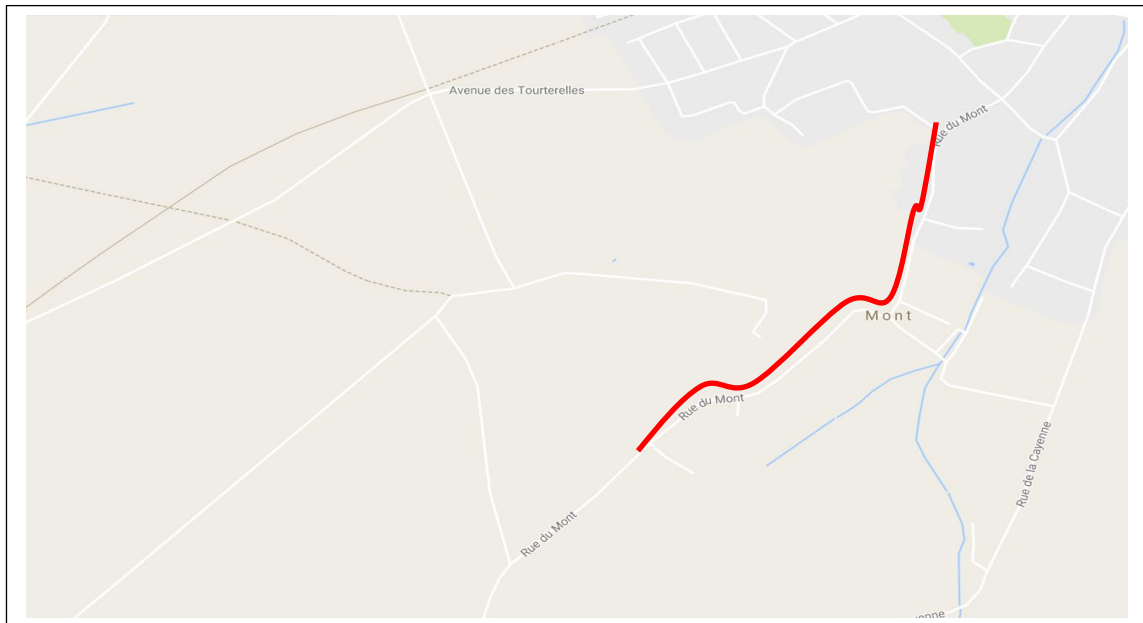 Avenue des Tourterelles
Rue du Mont
Mont
Rue du Mont
Rue de la Cayenne
Rue du Mont